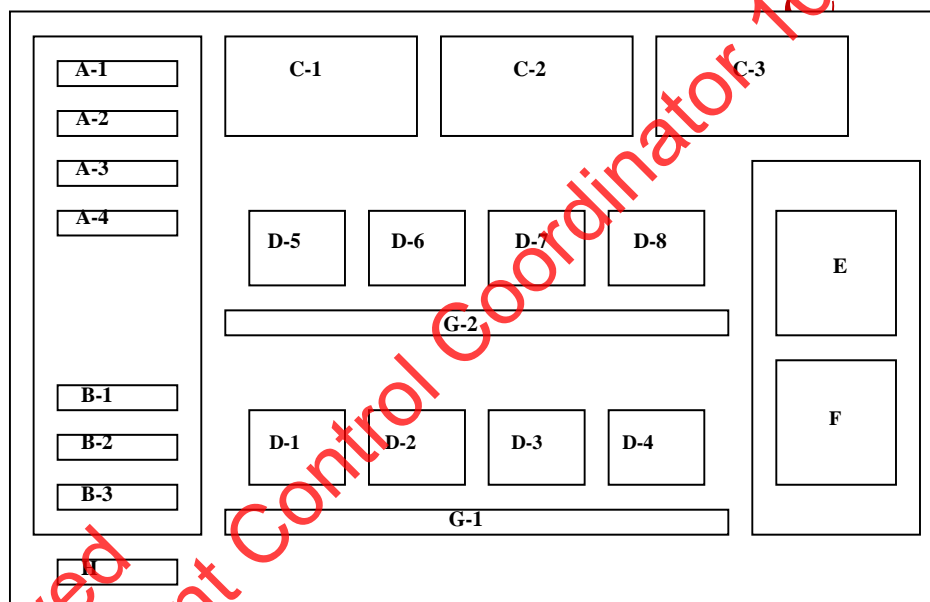 A-1
A-2
A-3
A-4
B-1
B-2
B-3
H
C-1
C-2
C-3
D-5
D-6
D-7
D-8
G-2
D-1
D-2
D-3
D-4
G-1
E
F
Control Coordinator